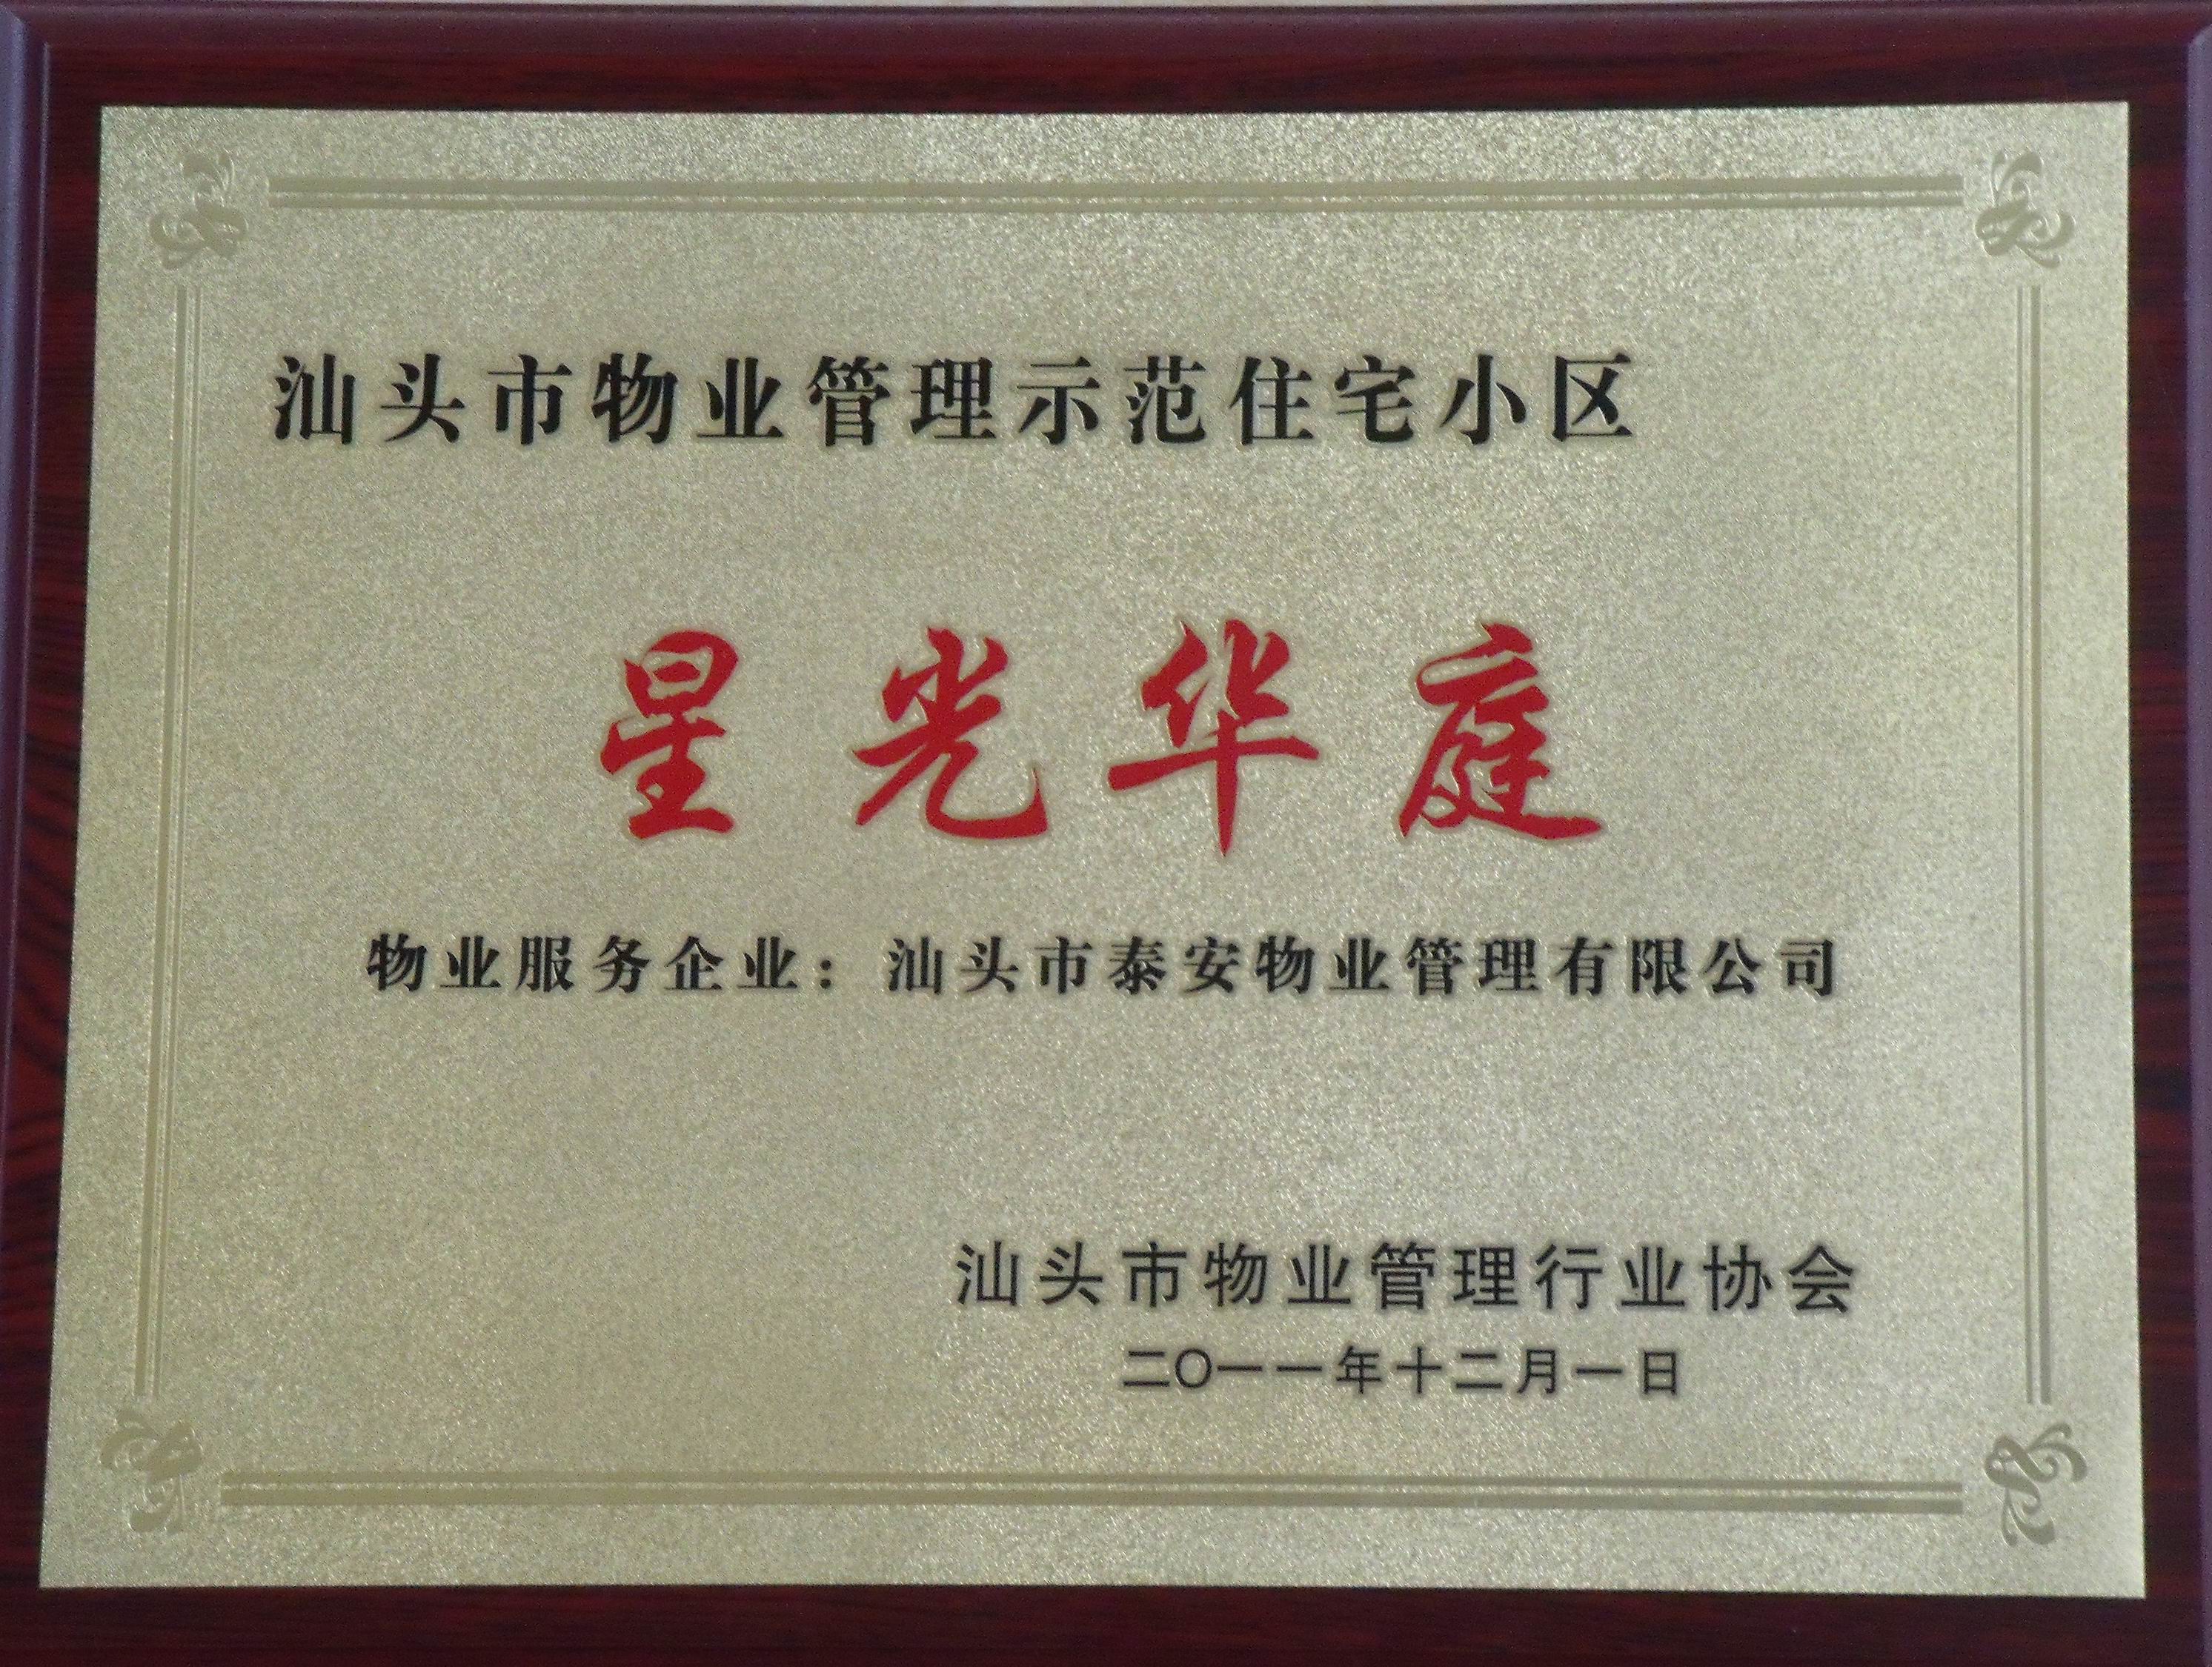 汕头市物业管理示范住宅小区
星光华庭
物业服务企业：汕头市泰安物业管理有限公司
汕头市物业管理行业协会
二〇一一年十二月一日